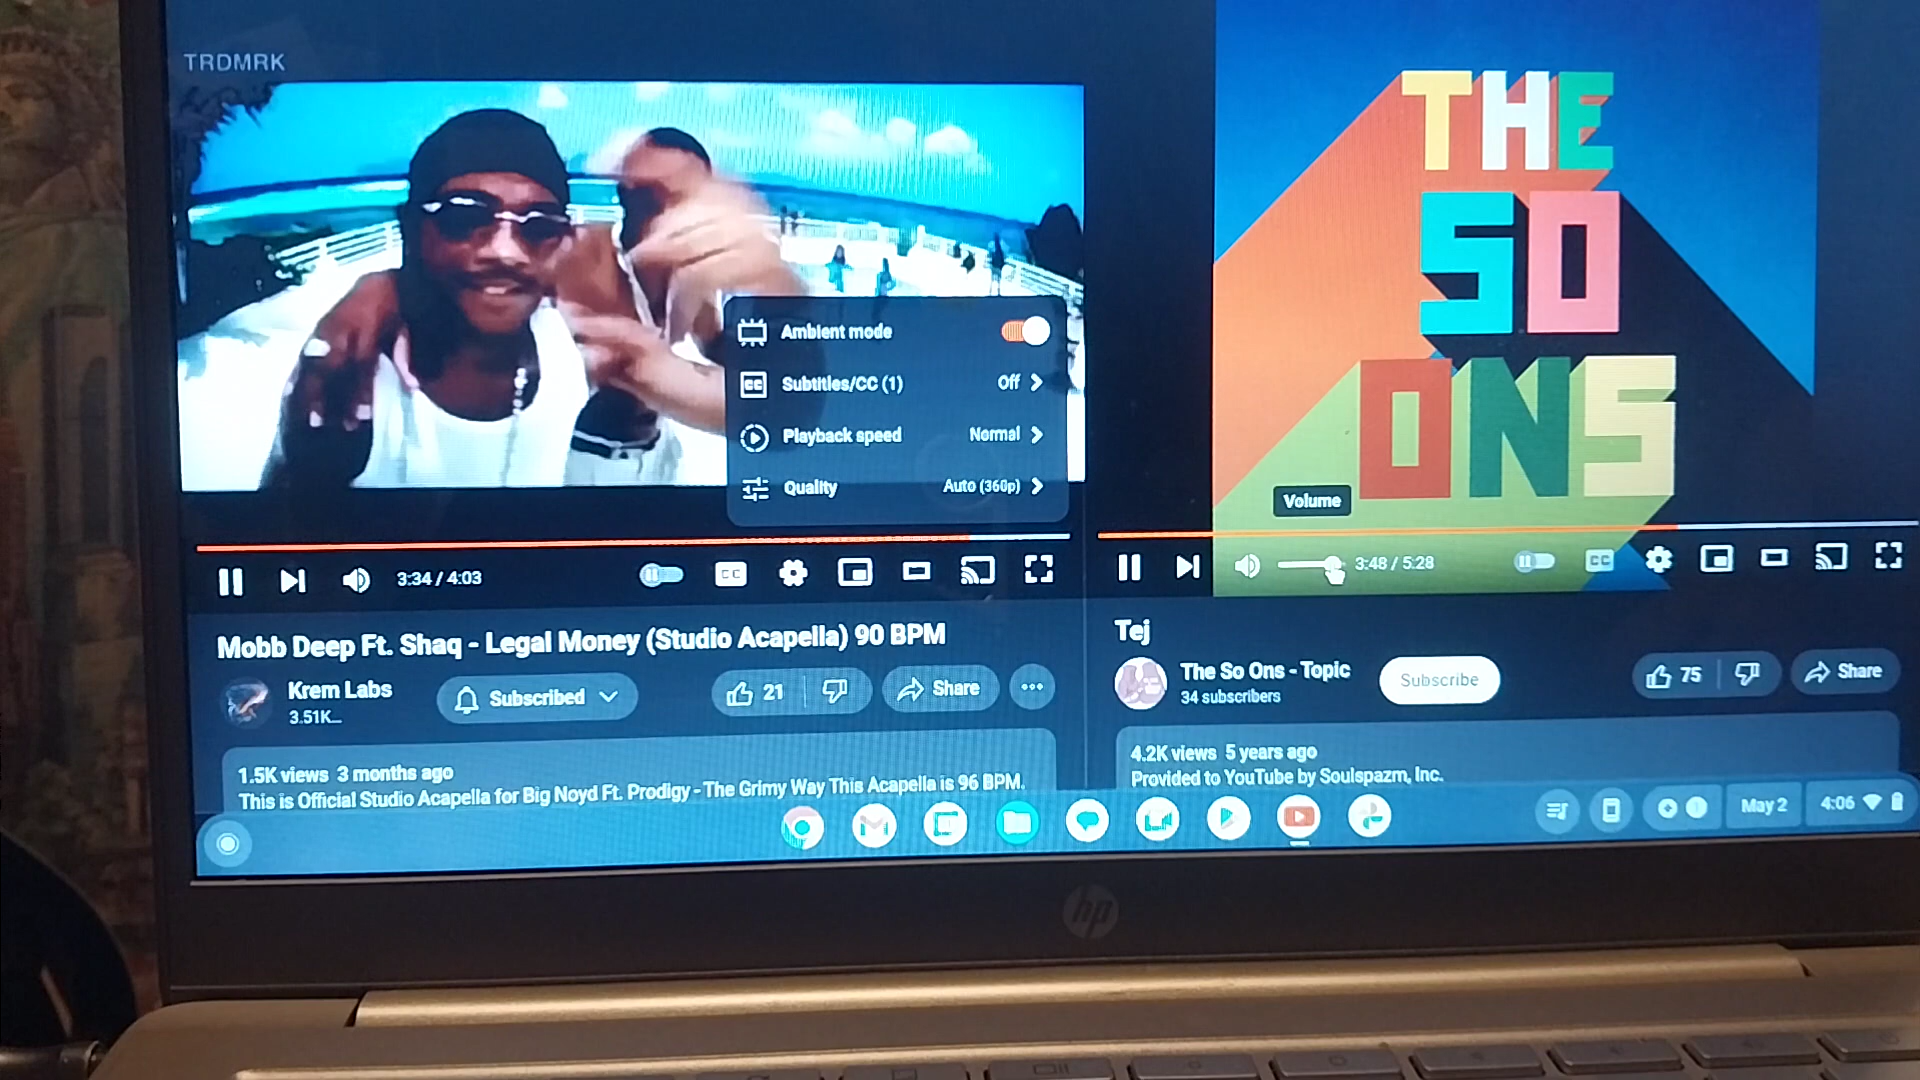 TRDMRK
Ambient mode
Subtitles/CC (1) Off
Playback speed Normal
Quality Auto (360p)
3:34 / 4:03
CC
Mobb Deep Ft. Shaq - Legal Money (Studio Acapella) 90 BPM
Krem Labs
3.51K...
Subscribed
21
Share
1.5K views 3 months ago
This is Official Studio Acapella for Big Noyd Ft. Prodigy - The Grimy Way This Acapella is 96 BPM.
THE
SO
ONS
Volume
3:48 / 5:28
CC
Tej
The So Ons - Topic
34 subscribers
Subscribe
75
Share
4.2K views 5 years ago
Provided to YouTube by Soulspazm, Inc.
May 2
4:06
hp